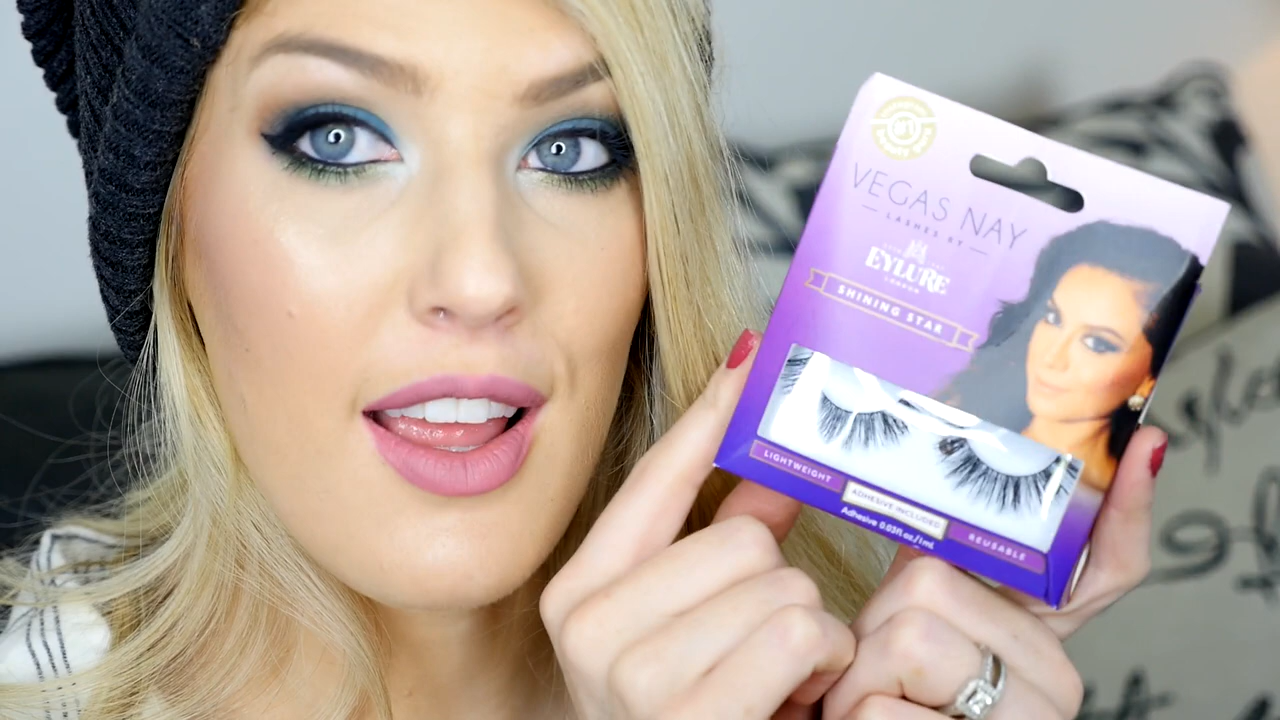 VEGAS NAY
LASHES BY
EYLURE
LONDON
SHINING STAR
LIGHTWEIGHT
ADHESIVE INCLUDED
REUSABLE
Adhesive 0.03fl.oz/1mL